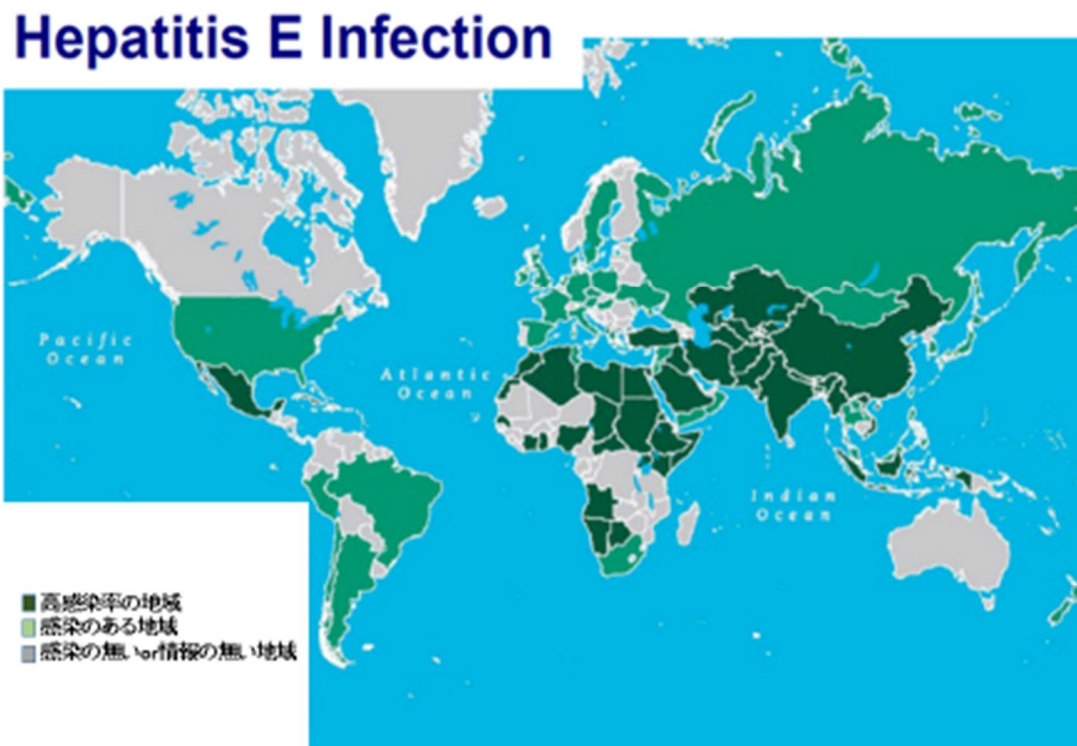 Hepatitis E Infection
Pacific
Ocean
Atlantic
Ocean
Indian
Ocean
高感染率の地域
感染のある地域
感染の無いor情報の無い地域